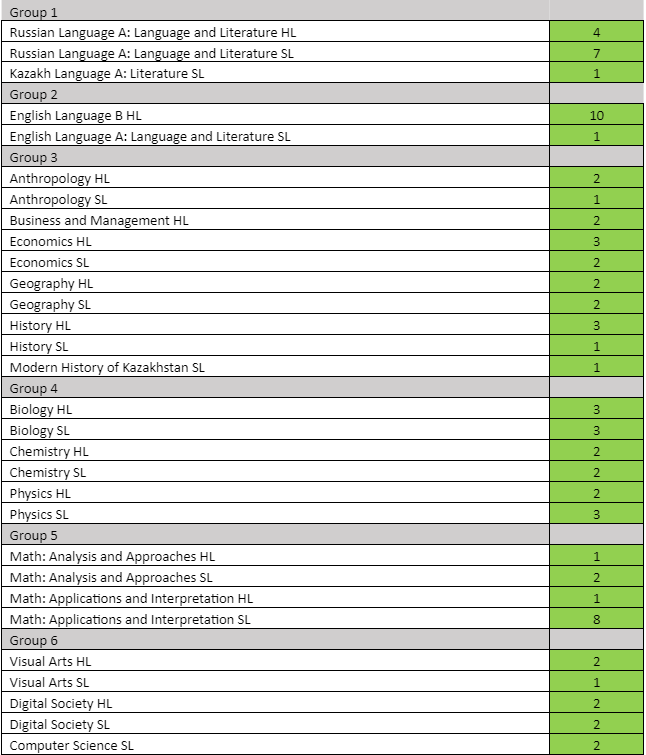 Group 1
Russian Language A: Language and Literature HL 4
Russian Language A: Language and Literature SL 7
Kazakh Language A: Literature SL 1
Group 2
English Language B HL 10
English Language A: Language and Literature SL 1
Group 3
Anthropology HL 2
Anthropology SL 1
Business and Management HL 2
Economics HL 3
Economics SL 2
Geography HL 2
Geography SL 2
History HL 3
History SL 1
Modern History of Kazakhstan SL 1
Group 4
Biology HL 3
Biology SL 3
Chemistry HL 2
Chemistry SL 2
Physics HL 2
Physics SL 3
Group 5
Math: Analysis and Approaches HL 1
Math: Analysis and Approaches SL 2
Math: Applications and Interpretation HL 1
Math: Applications and Interpretation SL 8
Group 6
Visual Arts HL 2
Visual Arts SL 1
Digital Society HL 2
Digital Society SL 2
Computer Science SL 2